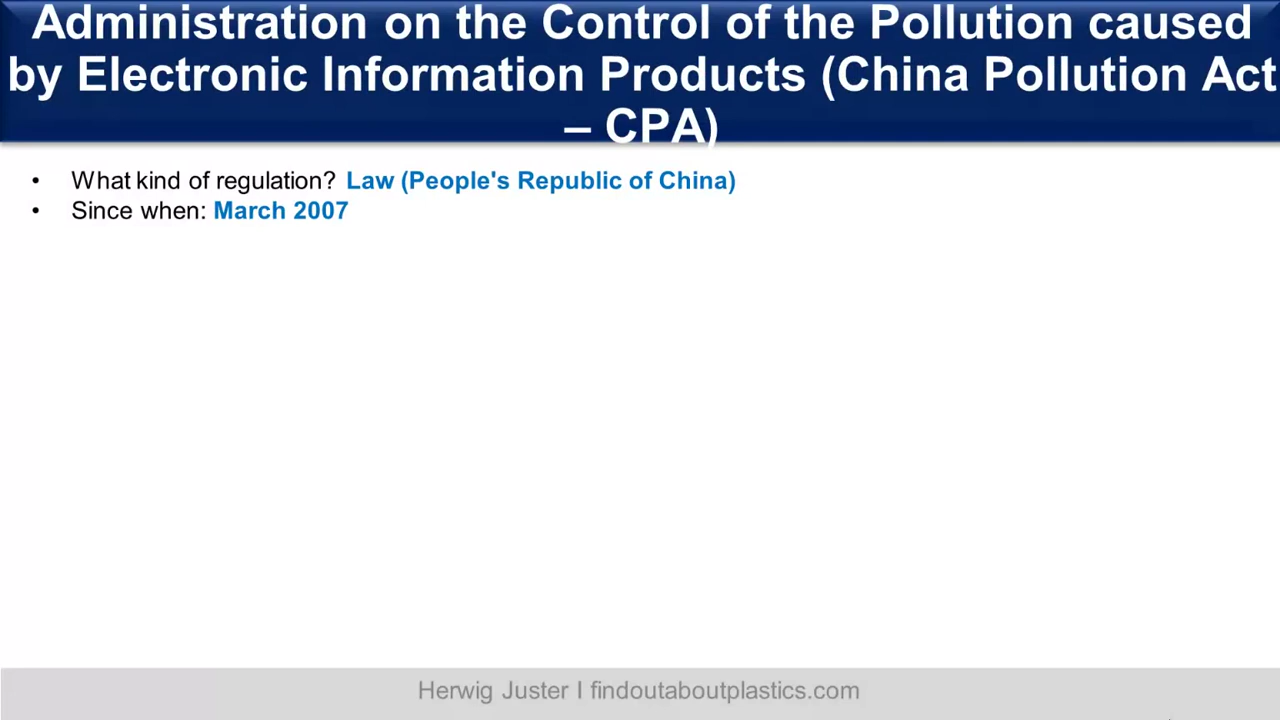 Administration on the Control of the Pollution caused
by Electronic Information Products (China Pollution Act
– CPA)
• What kind of regulation? Law (People's Republic of China)
• Since when: March 2007
Herwig Juster I findoutaboutplastics.com